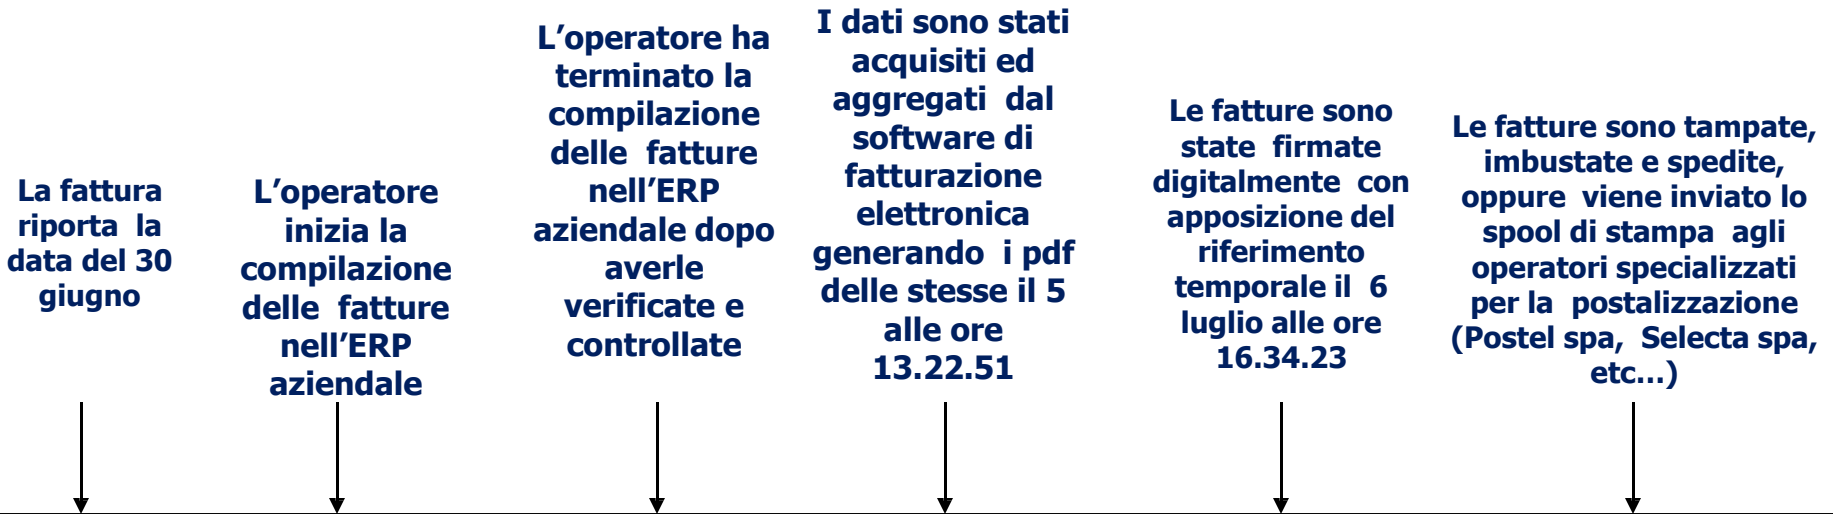 La fattura
riporta la
data del 30
giugno
L’operatore
inizia la
compilazione
delle fatture
nell’ERP
aziendale
L’operatore ha
terminato la
compilazione
delle fatture
nell’ERP
aziendale dopo
averle
verificate e
controllate
I dati sono stati
acquisiti ed
aggregati dal
software di
fatturazione
elettronica
generando i pdf
delle stesse il 5
alle ore
13.22.51
Le fatture sono
state firmate
digitalmente con
apposizione del
riferimento
temporale il 6
luglio alle ore
16.34.23
Le fatture sono tampate,
imbustate e spedite,
oppure viene inviato lo
spool di stampa agli
operatori specializzati
per la postalizzazione
(Postel spa, Selecta spa,
etc…)